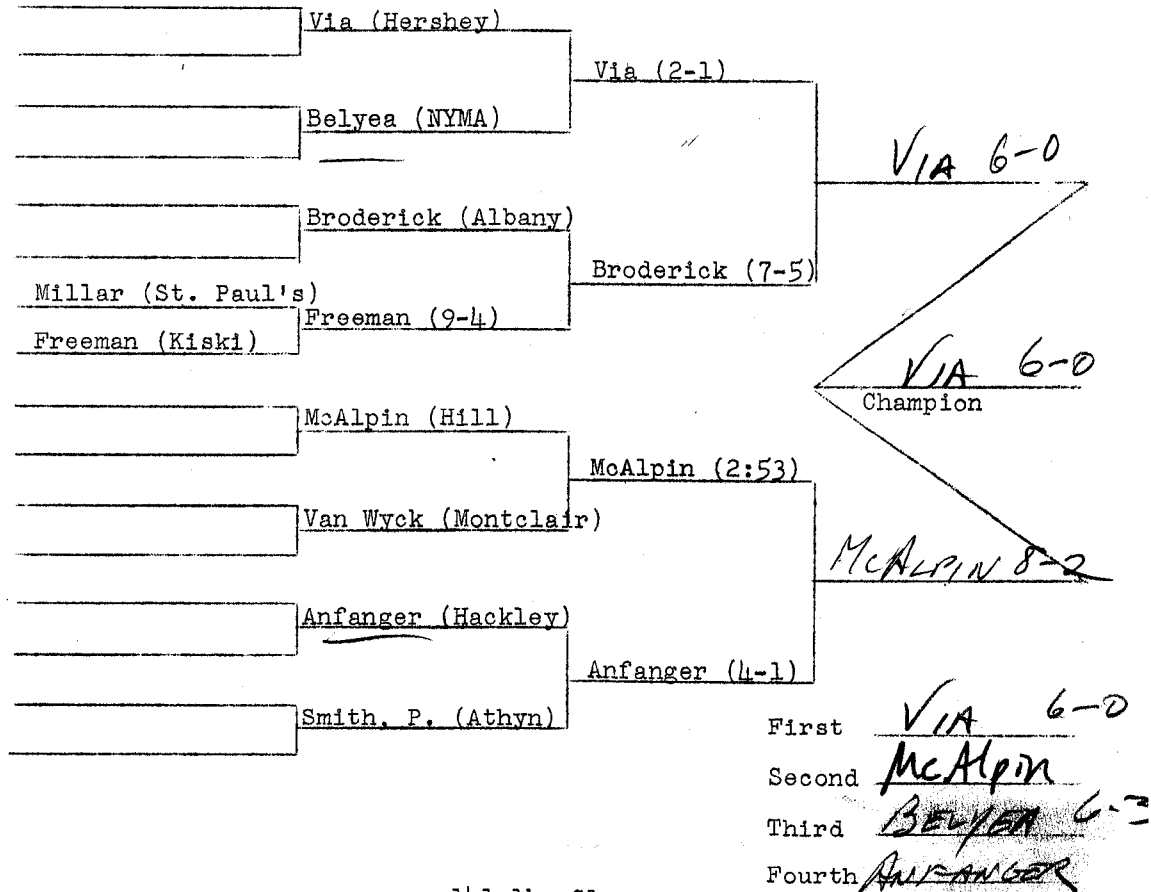 Via (Hershey)
Via (2-1)
Belyea (NYMA)
VIA 6-0
Broderick (Albany)
Broderick (7-5)
Millar (St. Paul's)
Freeman (9-4)
Freeman (Kiski)
VIA 6-0
Champion
McAlpin (Hill)
McAlpin (2:53)
Van Wyck (Montclair)
McALPIN 8-2
Anfanger (Hackley)
Anfanger (4-1)
Smith, P. (Athyn)
First VIA 6-0
Second McAlpin
Third BELYEA 6-3
Fourth ANFANGER